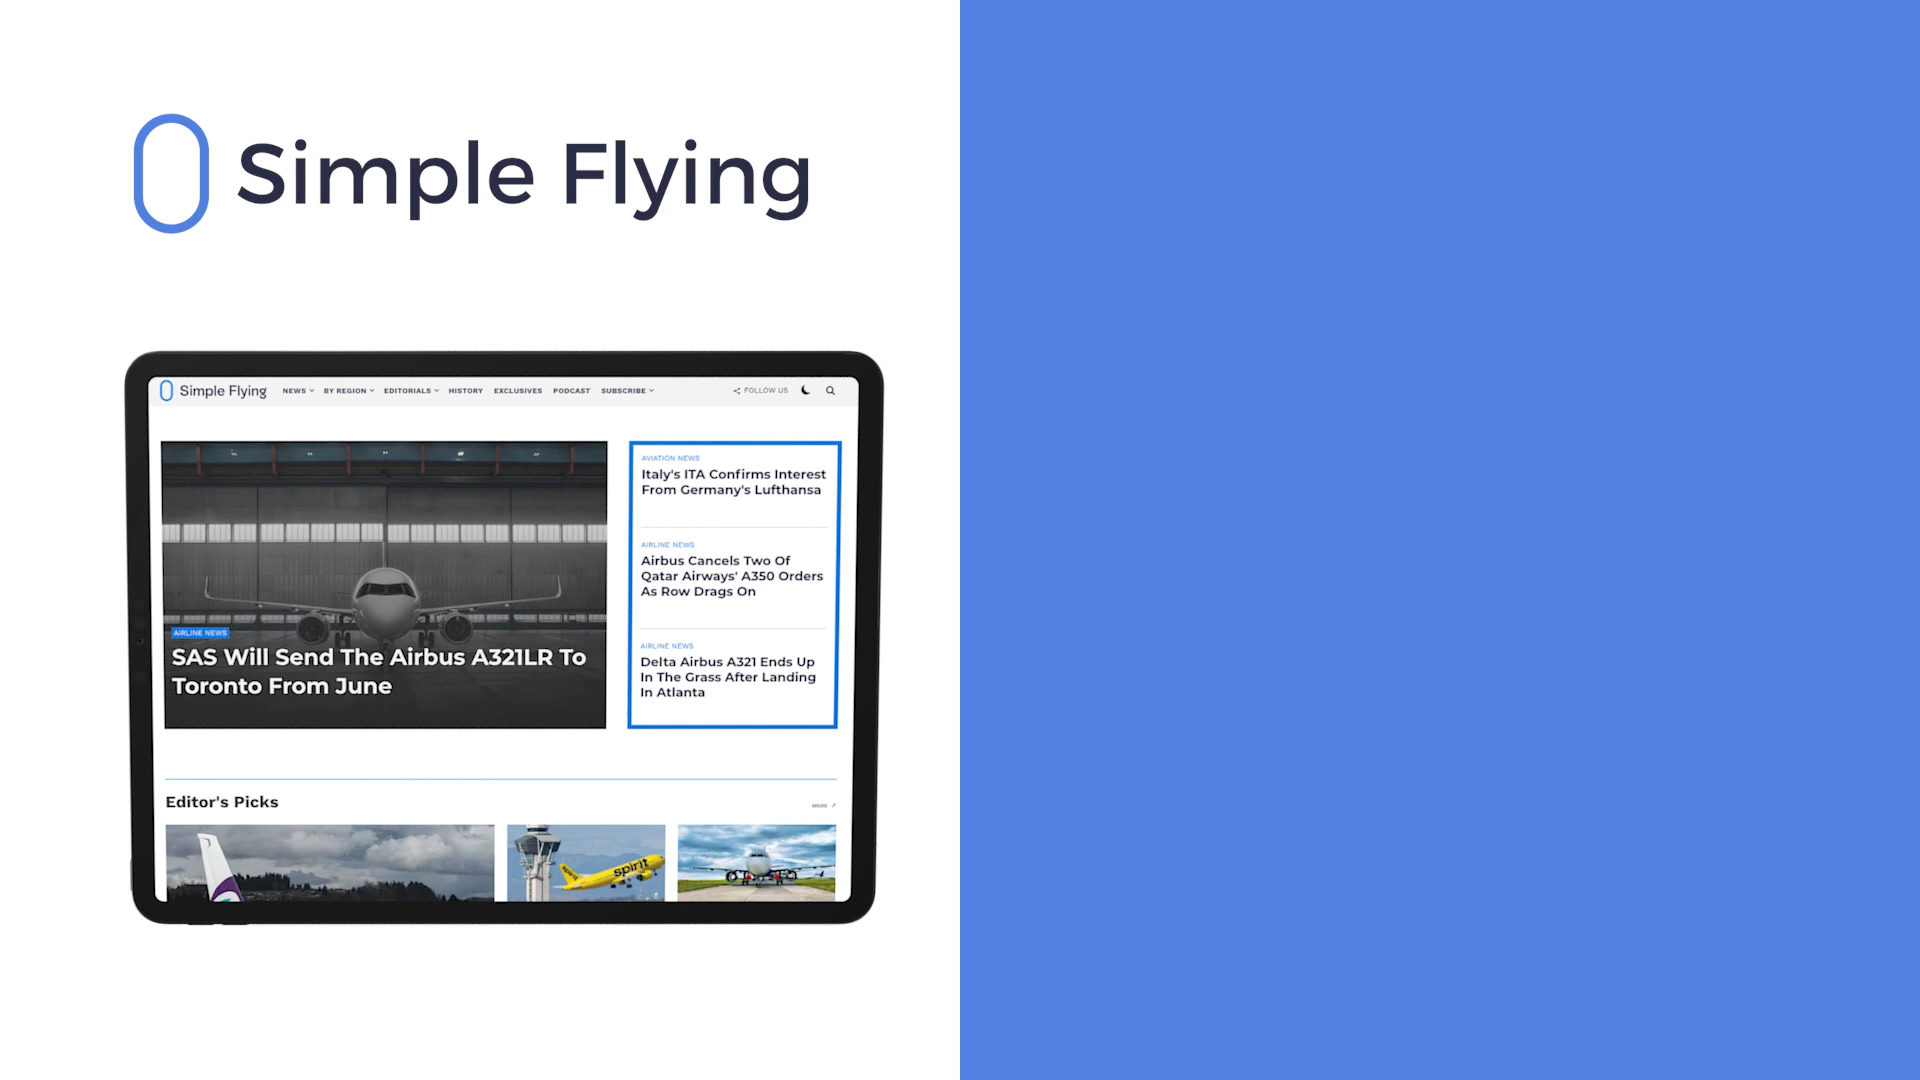 Simple Flying
Simple Flying NEWS BY REGION EDITORIALS HISTORY EXCLUSIVES PODCAST SUBSCRIBE FOLLOW US
AIRLINE NEWS
SAS Will Send The Airbus A321LR To
Toronto From June
AVIATION NEWS
Italy's ITA Confirms Interest
From Germany's Lufthansa
AIRLINE NEWS
Airbus Cancels Two Of
Qatar Airways' A350 Orders
As Row Drags On
AIRLINE NEWS
Delta Airbus A321 Ends Up
In The Grass After Landing
In Atlanta
Editor's Picks
MORE
spirit
spirit